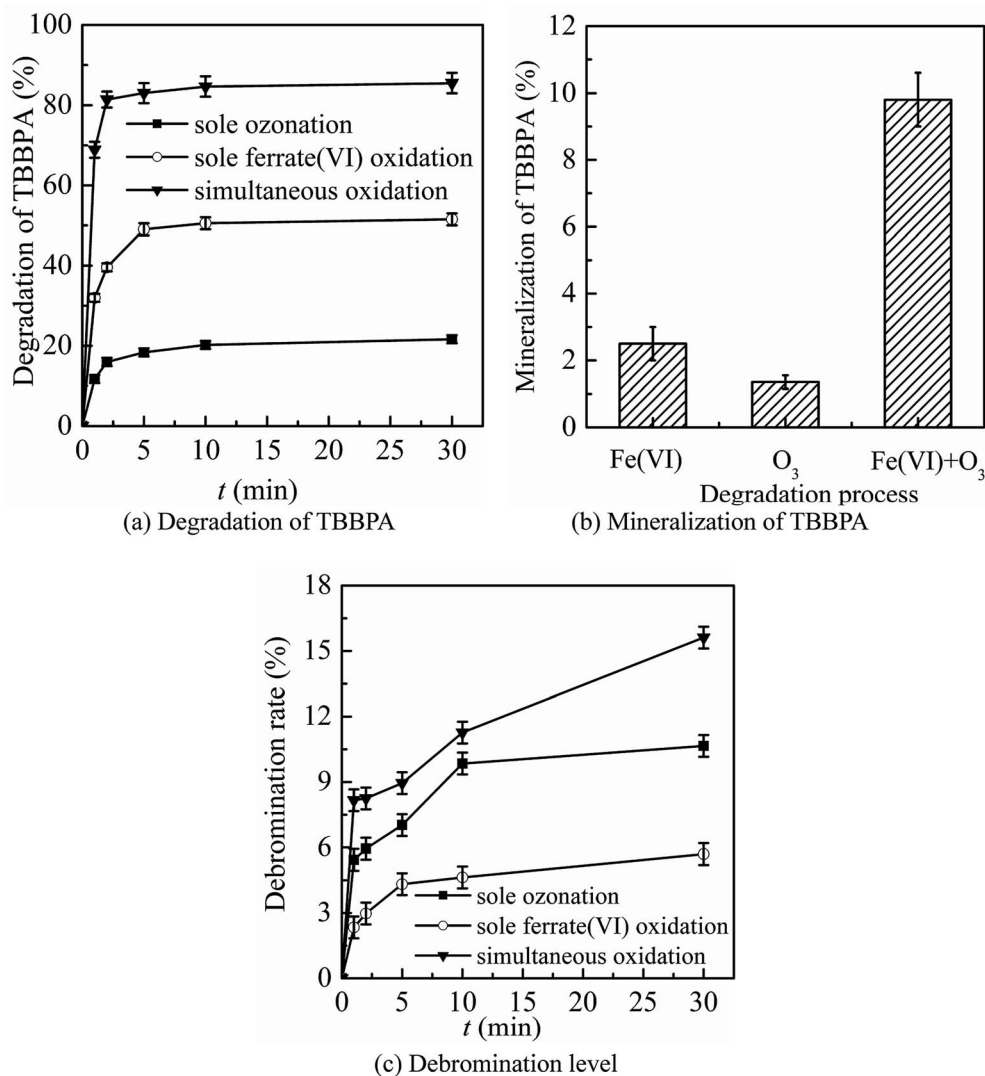 Degradation of TBBPA (%)
100
80
60
40
20
0
sole ozonation
sole ferrate(VI) oxidation
simultaneous oxidation
0 5 10 15 20 25 30
t (min)
(a) Degradation of TBBPA
Mineralization of TBBPA (%)
12
10
8
6
4
2
0
Fe(VI) O₃ Fe(VI)+O₃
Degradation process
(b) Mineralization of TBBPA
Debromination rate (%)
18
15
12
9
6
3
0
sole ozonation
sole ferrate(VI) oxidation
simultaneous oxidation
0 5 10 15 20 25 30
t (min)
(c) Debromination level